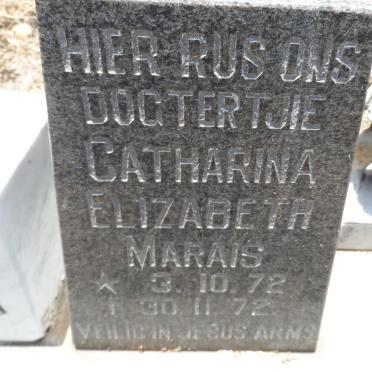 HIER RUS ONS
DOGTERTJIE
CATHARINA
ELIZABETH
MARAIS
* 3.10.72
† 30.11.72
VEILIG IN JESUS ARMS